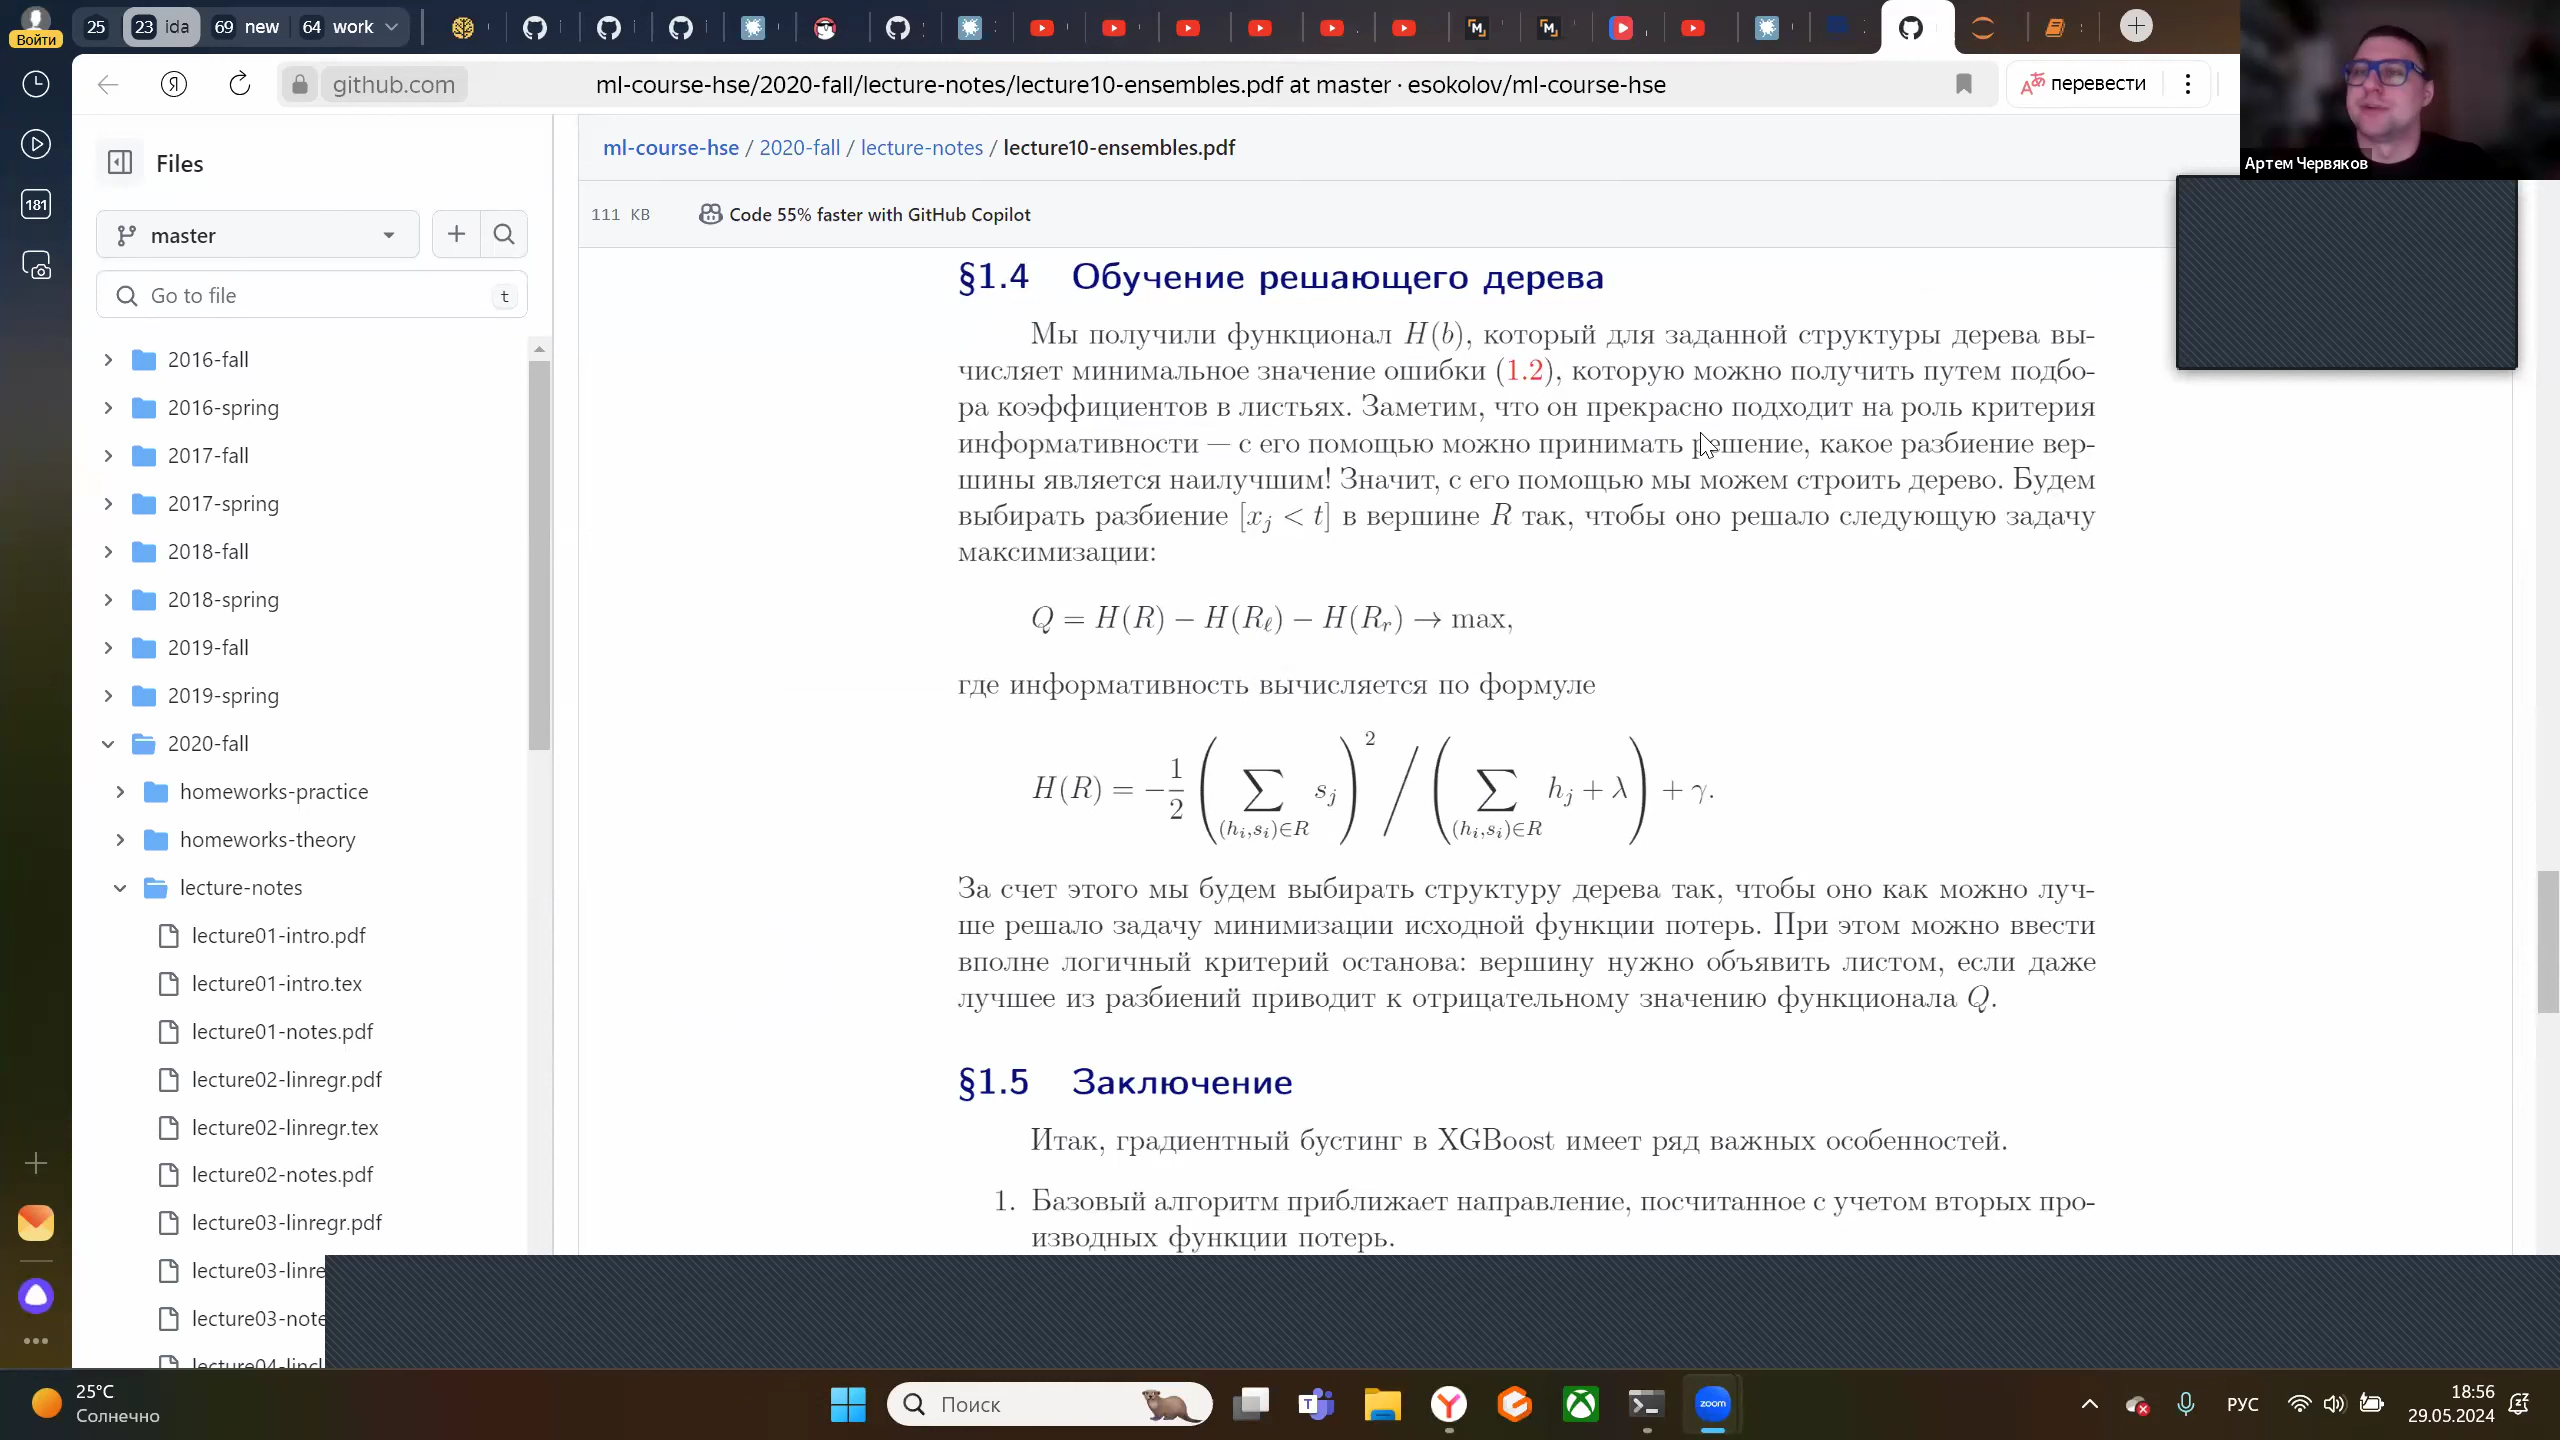 25
23 ida
69 new
64 work
Войти
github.com
ml-course-hse/2020-fall/lecture-notes/lecture10-ensembles.pdf at master · esokolov/ml-course-hse
перевести
Артем Червяков
181
Files
master
Go to file
t
2016-fall
2016-spring
2017-fall
2017-spring
2018-fall
2018-spring
2019-fall
2019-spring
2020-fall
homeworks-practice
homeworks-theory
lecture-notes
lecture01-intro.pdf
lecture01-intro.tex
lecture01-notes.pdf
lecture02-linregr.pdf
lecture02-linregr.tex
lecture02-notes.pdf
lecture03-linregr.pdf
lecture03-linre
lecture03-note
ml-course-hse / 2020-fall / lecture-notes / lecture10-ensembles.pdf
111 KB
Code 55% faster with GitHub Copilot
§1.4 Обучение решающего дерева
Мы получили функционал H(b), который для заданной структуры дерева вы-
числяет минимальное значение ошибки (1.2), которую можно получить путем подбо-
ра коэффициентов в листьях. Заметим, что он прекрасно подходит на роль критерия
информативности — с его помощью можно принимать решение, какое разбиение вер-
шины является наилучшим! Значит, с его помощью мы можем строить дерево. Будем
выбирать разбиение [x_j < t] в вершине R так, чтобы оно решало следующую задачу
максимизации:
Q = H(R) − H(R_ℓ) − H(R_r) → max,
где информативность вычисляется по формуле
H(R) = −1/2 (∑_{(h_i,s_i)∈R} s_j)^2 / (∑_{(h_i,s_i)∈R} h_j + λ) + γ.
За счет этого мы будем выбирать структуру дерева так, чтобы оно как можно луч-
ше решало задачу минимизации исходной функции потерь. При этом можно ввести
вполне логичный критерий останова: вершину нужно объявить листом, если даже
лучшее из разбиений приводит к отрицательному значению функционала Q.
§1.5 Заключение
Итак, градиентный бустинг в XGBoost имеет ряд важных особенностей.
1. Базовый алгоритм приближает направление, посчитанное с учетом вторых про-
изводных функции потерь.
25°C
Солнечно
Поиск
zoom
РУС
18:56
29.05.2024